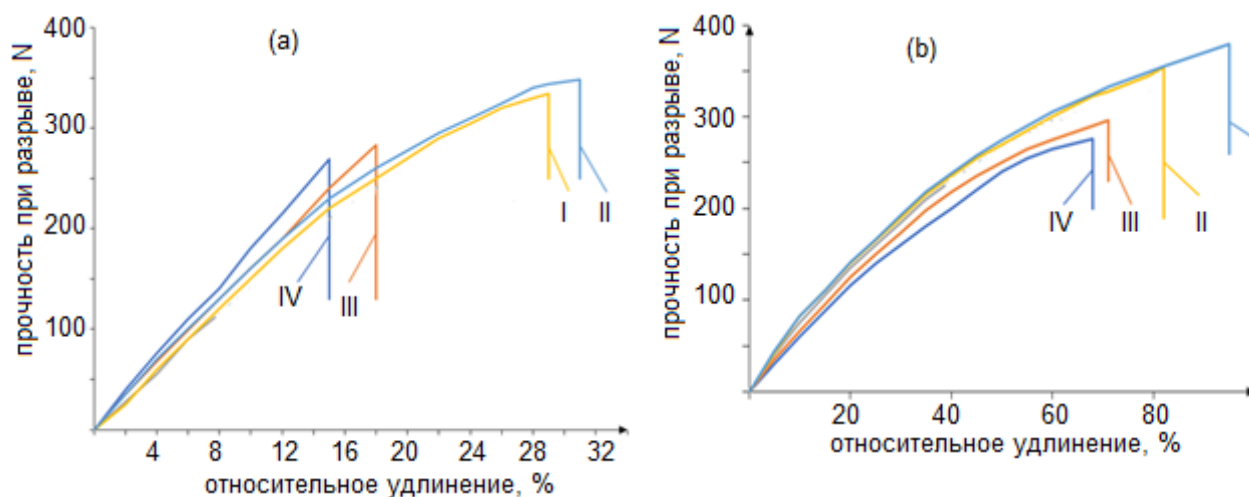 (a)
прочность при разрыве, N
400
300
200
100
I
II
IV
III
4
8
12
16
20
24
28
32
относительное удлинение, %
(b)
прочность при разрыве, N
400
300
200
100
IV
III
II
20
40
60
80
относительное удлинение, %